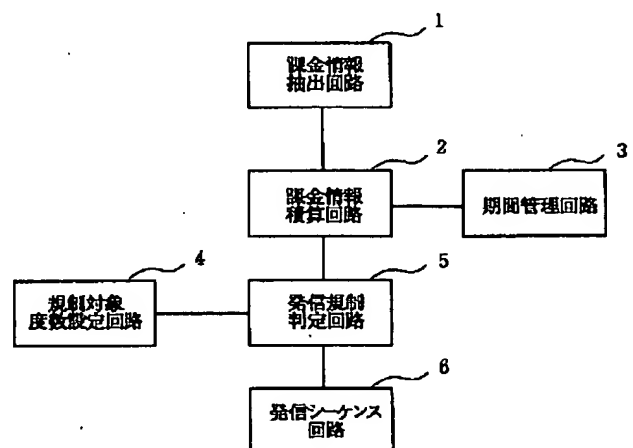 1
課金情報
抽出回路
2
課金情報
積算回路
3
期間管理回路
4
規制対象
度数設定回路
5
発信規制
判定回路
6
発信シーケンス
回路